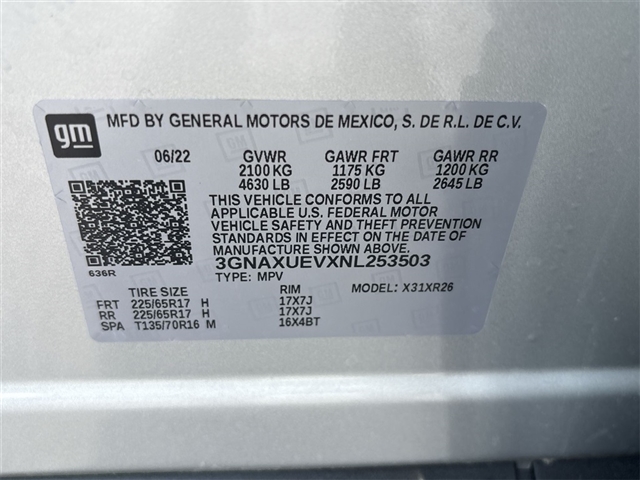 gm
MFD BY GENERAL MOTORS DE MEXICO, S. DE R.L. DE C.V.
06/22 GVWR GAWR FRT GAWR RR
2100 KG 1175 KG 1200 KG
4630 LB 2590 LB 2645 LB
THIS VEHICLE CONFORMS TO ALL
APPLICABLE U.S. FEDERAL MOTOR
VEHICLE SAFETY AND THEFT PREVENTION
STANDARDS IN EFFECT ON THE DATE OF
MANUFACTURE SHOWN ABOVE.
636R 3GNAXUEVXNL253503
TYPE: MPV MODEL: X31XR26
TIRE SIZE RIM
FRT 225/65R17 H 17X7J
RR 225/65R17 H 17X7J
SPA T135/70R16 M 16X4BT